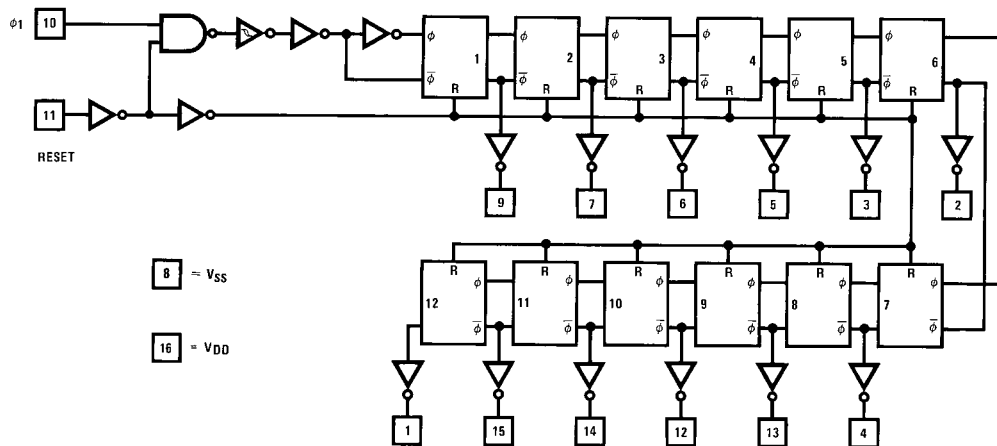 ϕ1 10
ϕ ϕ ϕ ϕ ϕ ϕ
1 2 3 4 5 6
ϕ̅ ϕ̅ ϕ̅ ϕ̅ ϕ̅ ϕ̅
R R R R R R
11
RESET
9 7 6 5 3 2
8 = VSS
R R R R R R
ϕ ϕ ϕ ϕ ϕ ϕ
12 11 10 9 8 7
ϕ̅ ϕ̅ ϕ̅ ϕ̅ ϕ̅ ϕ̅
16 = VDD
1 15 14 12 13 4